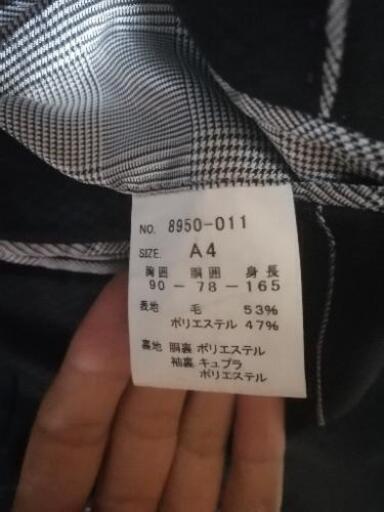 NO. 8950-011
SIZE. A4
胸囲 胴囲 身長
90－78－165
表地 毛 53%
ポリエステル 47%
裏地 胴裏 ポリエステル
袖裏 キュプラ
ポリエステル